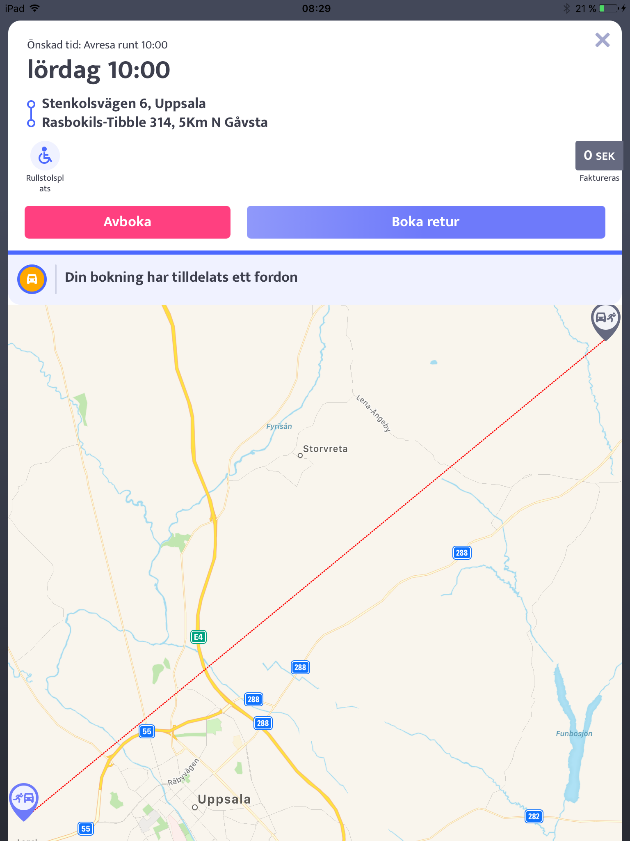 iPad 08:29 21 %
Önskad tid: Avresa runt 10:00
lördag 10:00
Stenkolsvägen 6, Uppsala
Rasbokils-Tibble 314, 5Km N Gåvsta
Rullstolspl
ats
0 SEK
Faktureras
Avboka
Boka retur
Din bokning har tilldelats ett fordon
Lena-Ängeby
Fyrisån
Storvreta
288
E4
288
288
288
55
Funbosjön
Råbyvägen
Uppsala
282
55